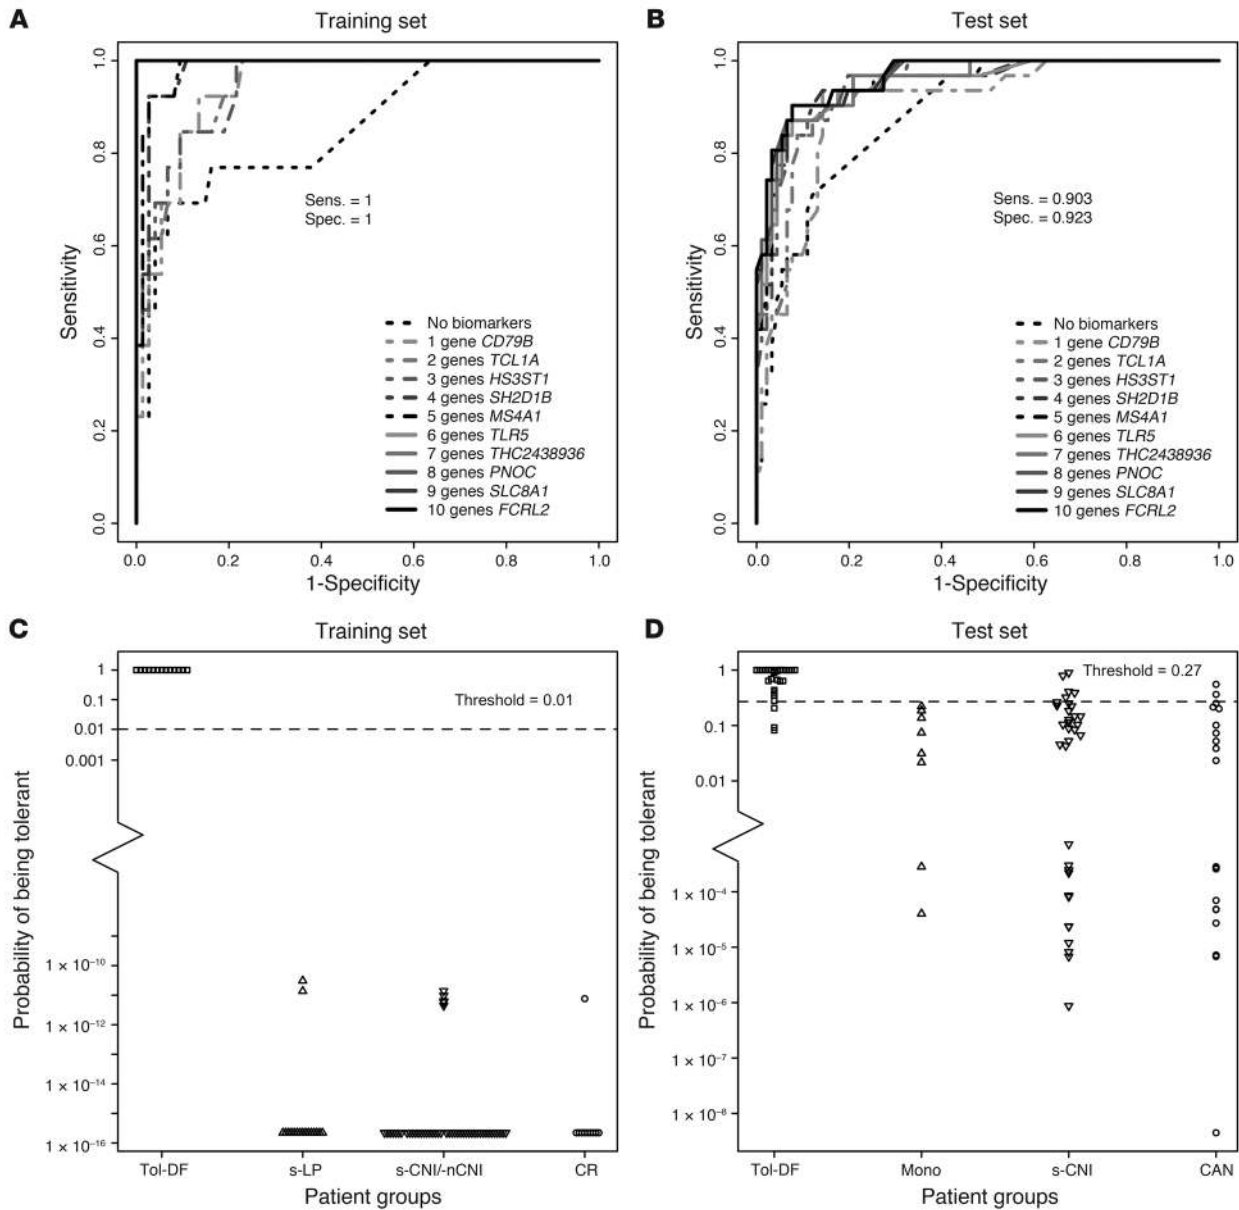 A
Training set
Sensitivity
1.0
0.8
0.6
0.4
0.2
0.0
Sens. = 1
Spec. = 1
No biomarkers
1 gene CD79B
2 genes TCL1A
3 genes HS3ST1
4 genes SH2D1B
5 genes MS4A1
6 genes TLR5
7 genes THC2438936
8 genes PNOC
9 genes SLC8A1
10 genes FCRL2
0.0 0.2 0.4 0.6 0.8 1.0
1-Specificity
B
Test set
Sensitivity
1.0
0.8
0.6
0.4
0.2
0.0
Sens. = 0.903
Spec. = 0.923
No biomarkers
1 gene CD79B
2 genes TCL1A
3 genes HS3ST1
4 genes SH2D1B
5 genes MS4A1
6 genes TLR5
7 genes THC2438936
8 genes PNOC
9 genes SLC8A1
10 genes FCRL2
0.0 0.2 0.4 0.6 0.8 1.0
1-Specificity
C
Training set
Probability of being tolerant
1
0.1
0.01
0.001
1 × 10⁻¹⁰
1 × 10⁻¹²
1 × 10⁻¹⁴
1 × 10⁻¹⁶
Threshold = 0.01
Tol-DF s-LP s-CNI/-nCNI CR
Patient groups
D
Test set
Probability of being tolerant
1
0.1
0.01
1 × 10⁻⁴
1 × 10⁻⁵
1 × 10⁻⁶
1 × 10⁻⁷
1 × 10⁻⁸
Threshold = 0.27
Tol-DF Mono s-CNI CAN
Patient groups